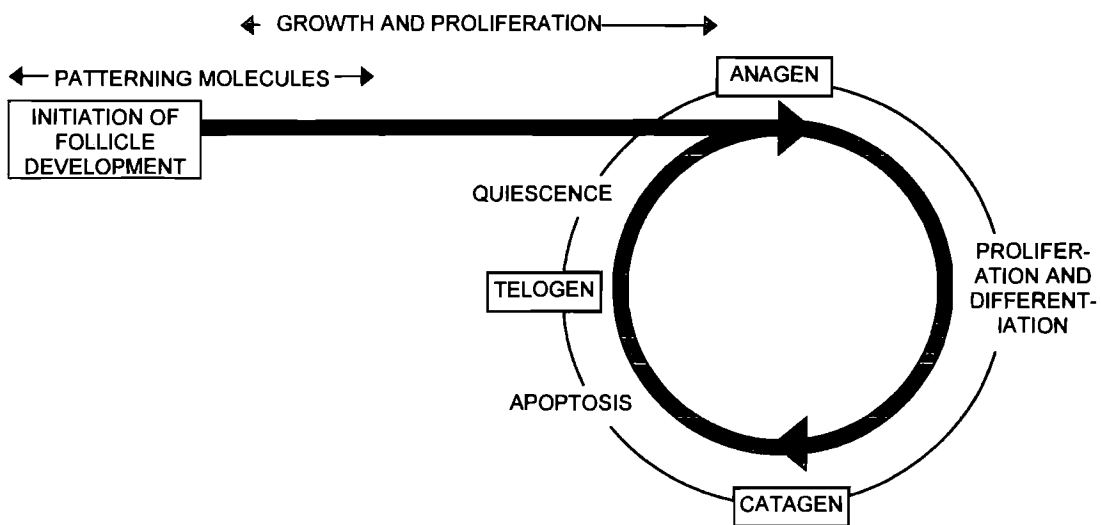 GROWTH AND PROLIFERATION
PATTERNING MOLECULES
ANAGEN
INITIATION OF
FOLLICLE
DEVELOPMENT
QUIESCENCE
PROLIFER-
ATION AND
DIFFERENT-
IATION
TELOGEN
APOPTOSIS
CATAGEN